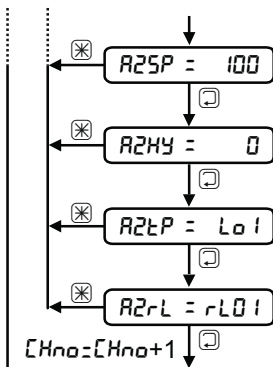 A2SP = 100
A2HY = 0
A2tP = Lo1
A2rL = rL01
CHno=CHno+1